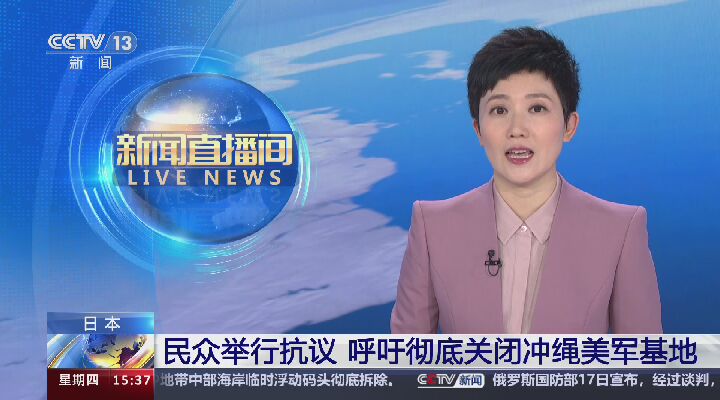 CCTV 13
新闻
新闻直播间
LIVE NEWS
日本
民众举行抗议 呼吁彻底关闭冲绳美军基地
星期四 15:37 地带中部海岸临时浮动码头彻底拆除。 CCTV 新闻 俄罗斯国防部17日宣布，经过谈判，